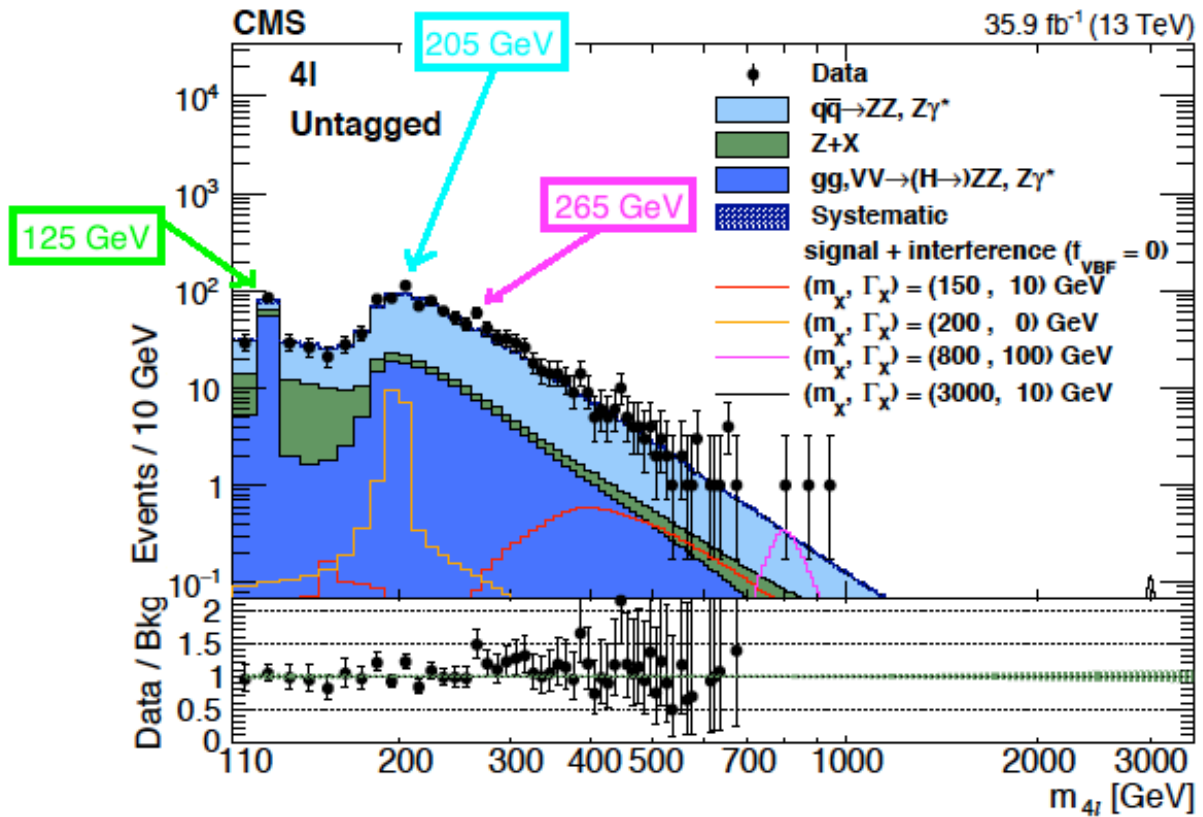 CMS 35.9 fb⁻¹ (13 TeV)
205 GeV
4l
Untagged
125 GeV
265 GeV
Data
qq̄→ZZ, Zγ*
Z+X
gg,VV→(H→)ZZ, Zγ*
Systematic
signal + interference (f_VBF = 0)
(m_X, Γ_X) = (150 , 10) GeV
(m_X, Γ_X) = (200 , 0) GeV
(m_X, Γ_X) = (800 , 100) GeV
(m_X, Γ_X) = (3000, 10) GeV
Events / 10 GeV
10⁴
10³
10²
10
1
10⁻¹
Data / Bkg
2
1.5
1
0.5
0
110 200 300 400 500 700 1000 2000 3000
m_4l [GeV]